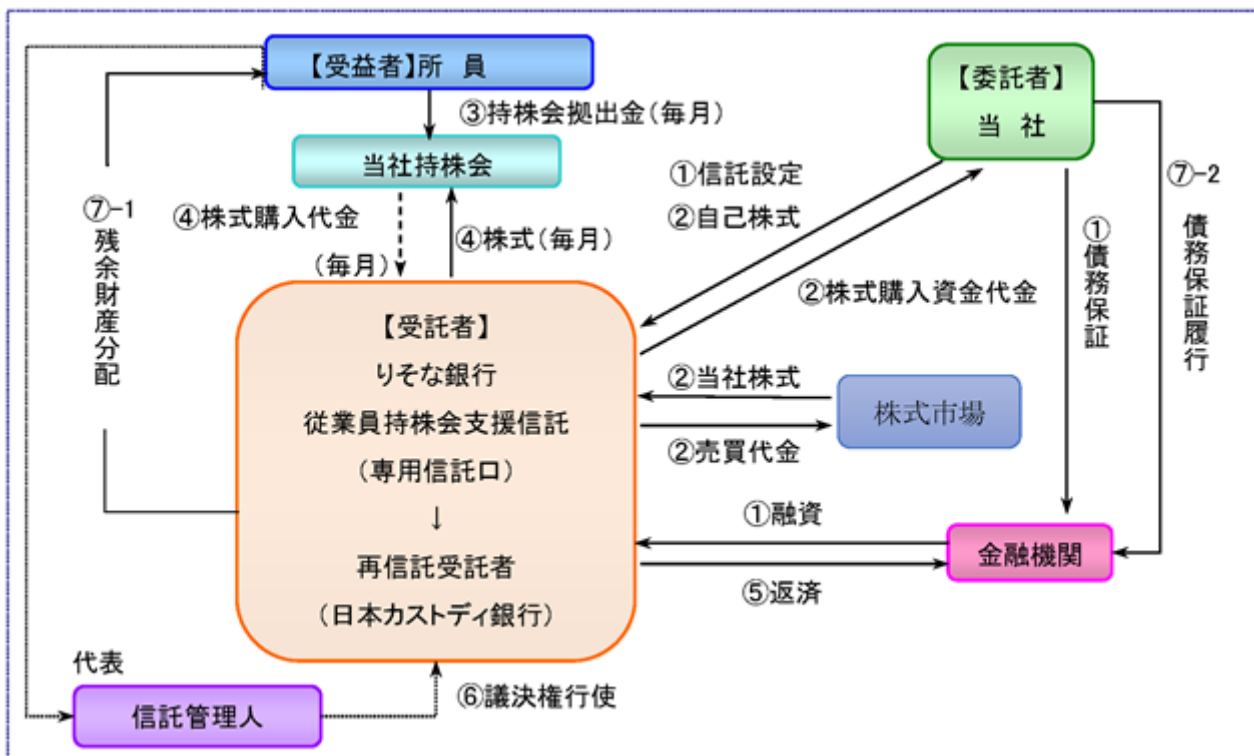 【受益者】所 員
【委託者】
当 社
③持株会拠出金(毎月)
当社持株会
①信託設定
②自己株式
⑦-1
残余財産分配
④株式購入代金
(毎月)
④株式(毎月)
②株式購入資金代金
①債務保証
⑦-2
債務保証履行
【受託者】
りそな銀行
従業員持株会支援信託
(専用信託口)
↓
再信託受託者
(日本カストディ銀行)
②当社株式
株式市場
②売買代金
①融資
金融機関
⑤返済
代表
信託管理人
⑥議決権行使